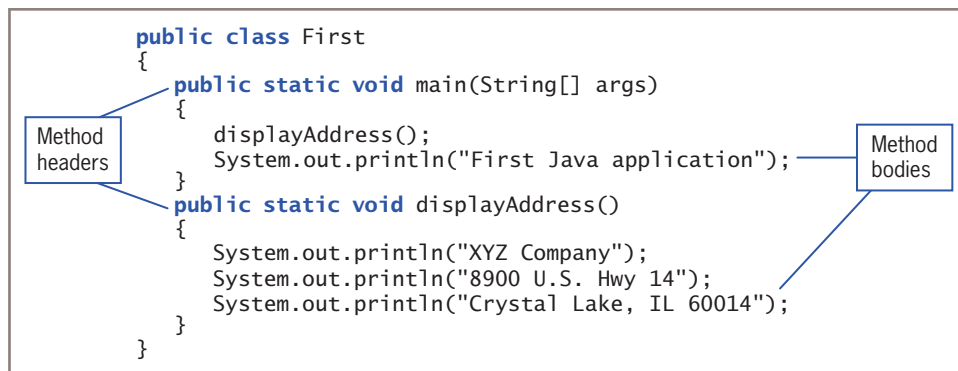 public class First
{
public static void main(String[] args)
{
displayAddress();
System.out.println("First Java application");
}
public static void displayAddress()
{
System.out.println("XYZ Company");
System.out.println("8900 U.S. Hwy 14");
System.out.println("Crystal Lake, IL 60014");
}
}
Method
headers
Method
bodies